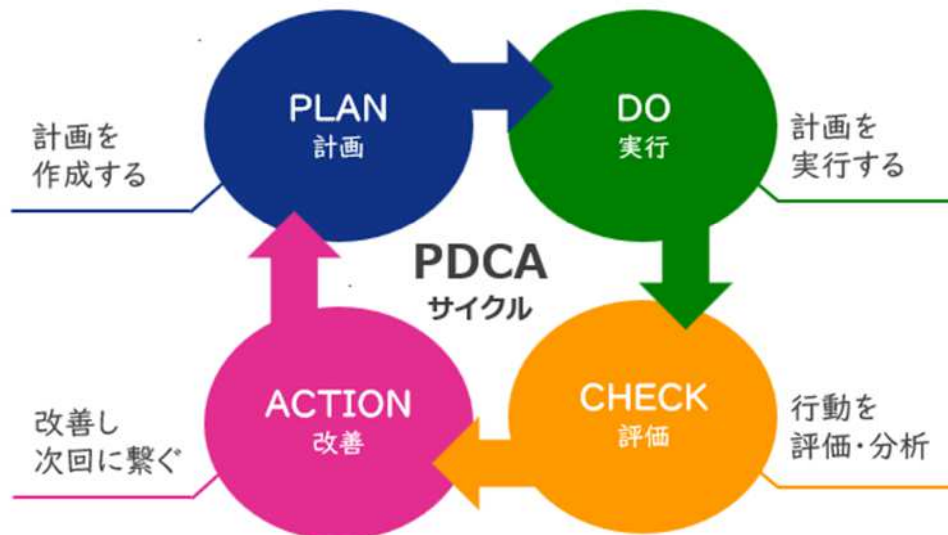 PLAN
計画
計画を
作成する
DO
実行
計画を
実行する
PDCA
サイクル
ACTION
改善
改善し
次回に繋ぐ
CHECK
評価
行動を
評価・分析